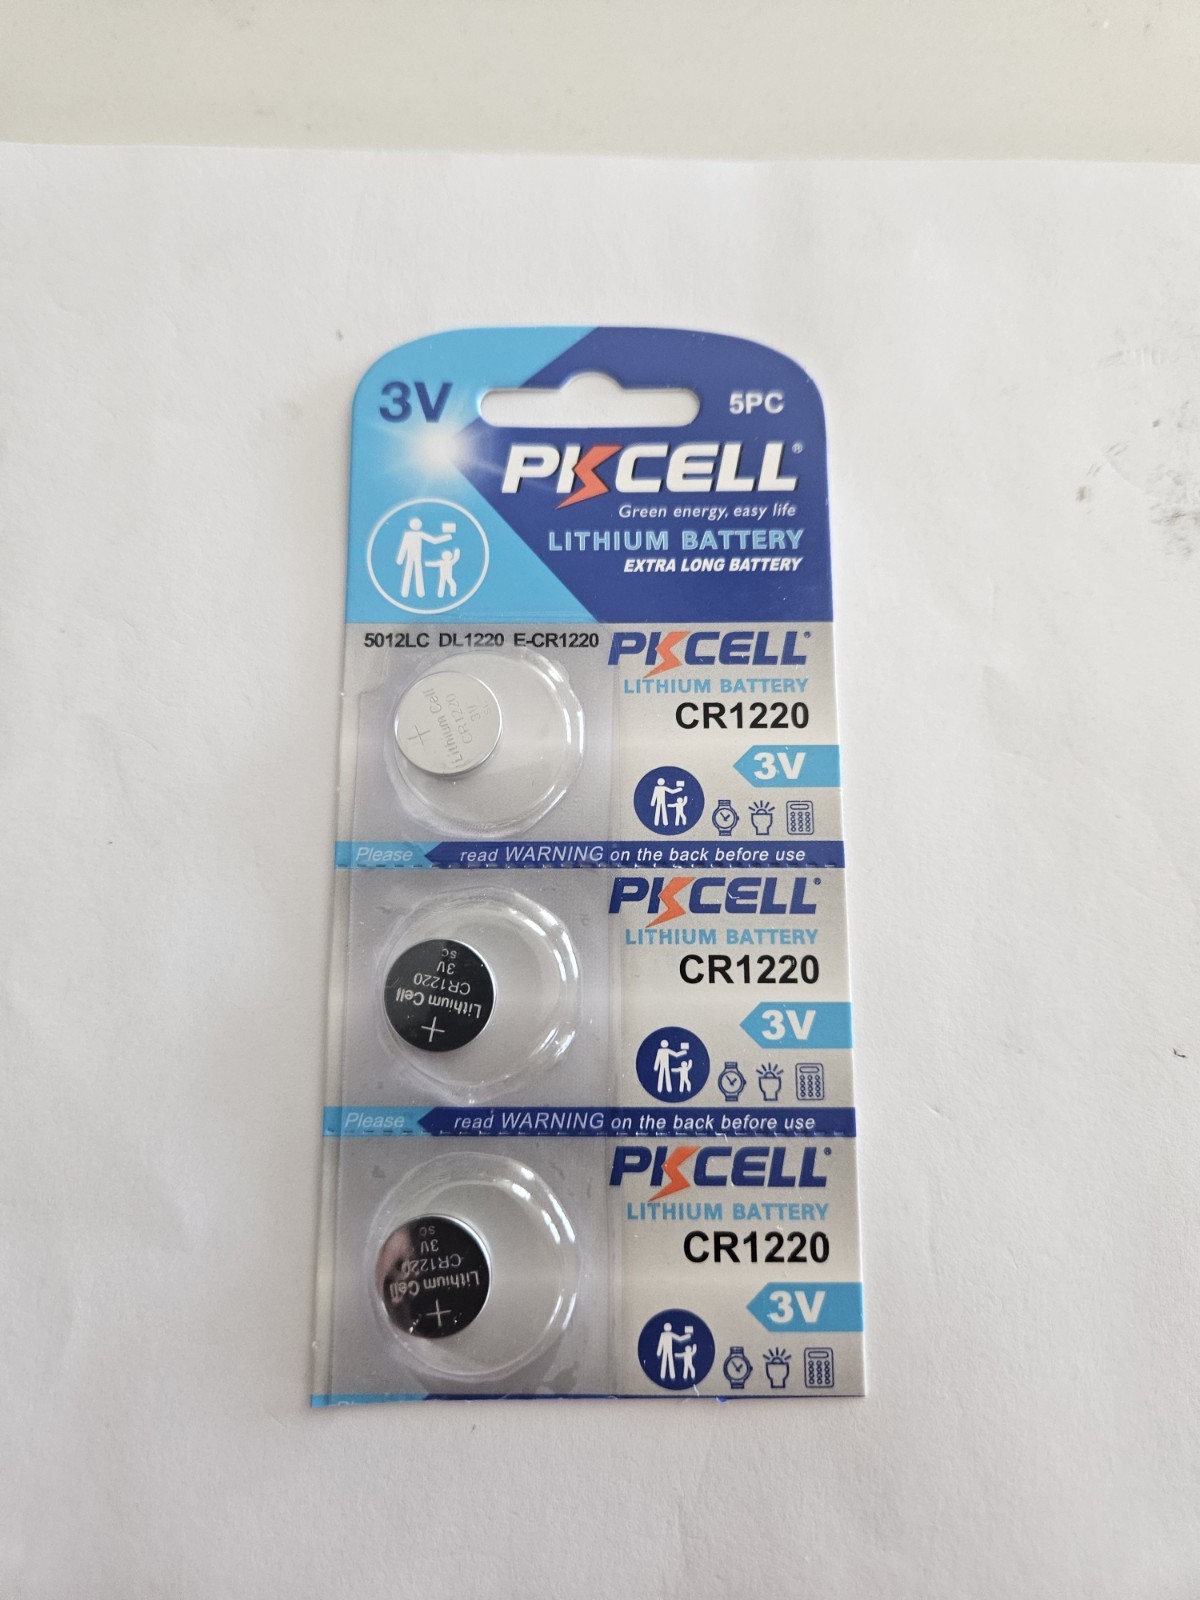 3V
5PC
PKCELL®
Green energy, easy life
LITHIUM BATTERY
EXTRA LONG BATTERY
5012LC DL1220 E-CR1220
PKCELL®
LITHIUM BATTERY
CR1220
3V
Lithium Cell
CR1220
3V
SC
+
Please read WARNING on the back before use
PKCELL®
LITHIUM BATTERY
CR1220
3V
+
Lithium Cell
CR1220
3V
SC
Please read WARNING on the back before use
PKCELL®
LITHIUM BATTERY
CR1220
3V
+
Lithium Cell
CR1220
3V
SC